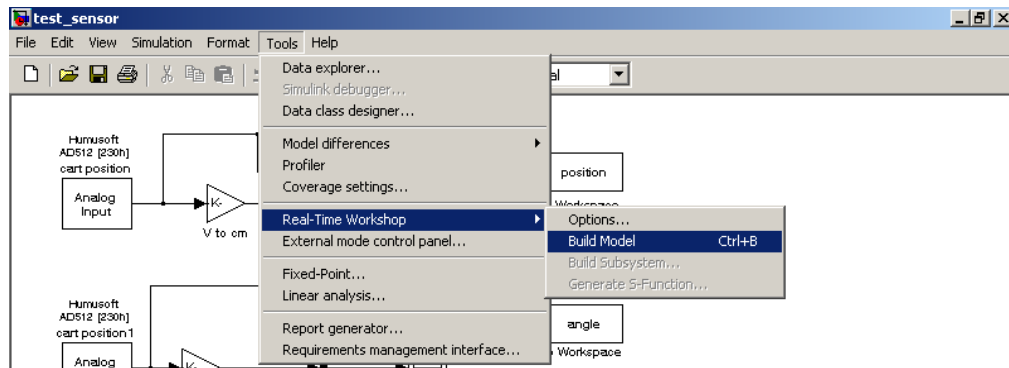 test_sensor
File Edit View Simulation Format Tools Help
al
Data explorer...
Simulink debugger...
Data class designer...
Model differences
Profiler
Coverage settings...
Real-Time Workshop
External mode control panel...
Fixed-Point...
Linear analysis...
Report generator...
Requirements management interface...
Options...
Build Model Ctrl+B
Build Subsystem...
Generate S-Function...
Humusoft
AD512 [230h]
cart position
Analog
Input
K-
V to cm
position
Workspace
Humusoft
AD512 [230h]
cart position1
Analog
K-
angle
Workspace